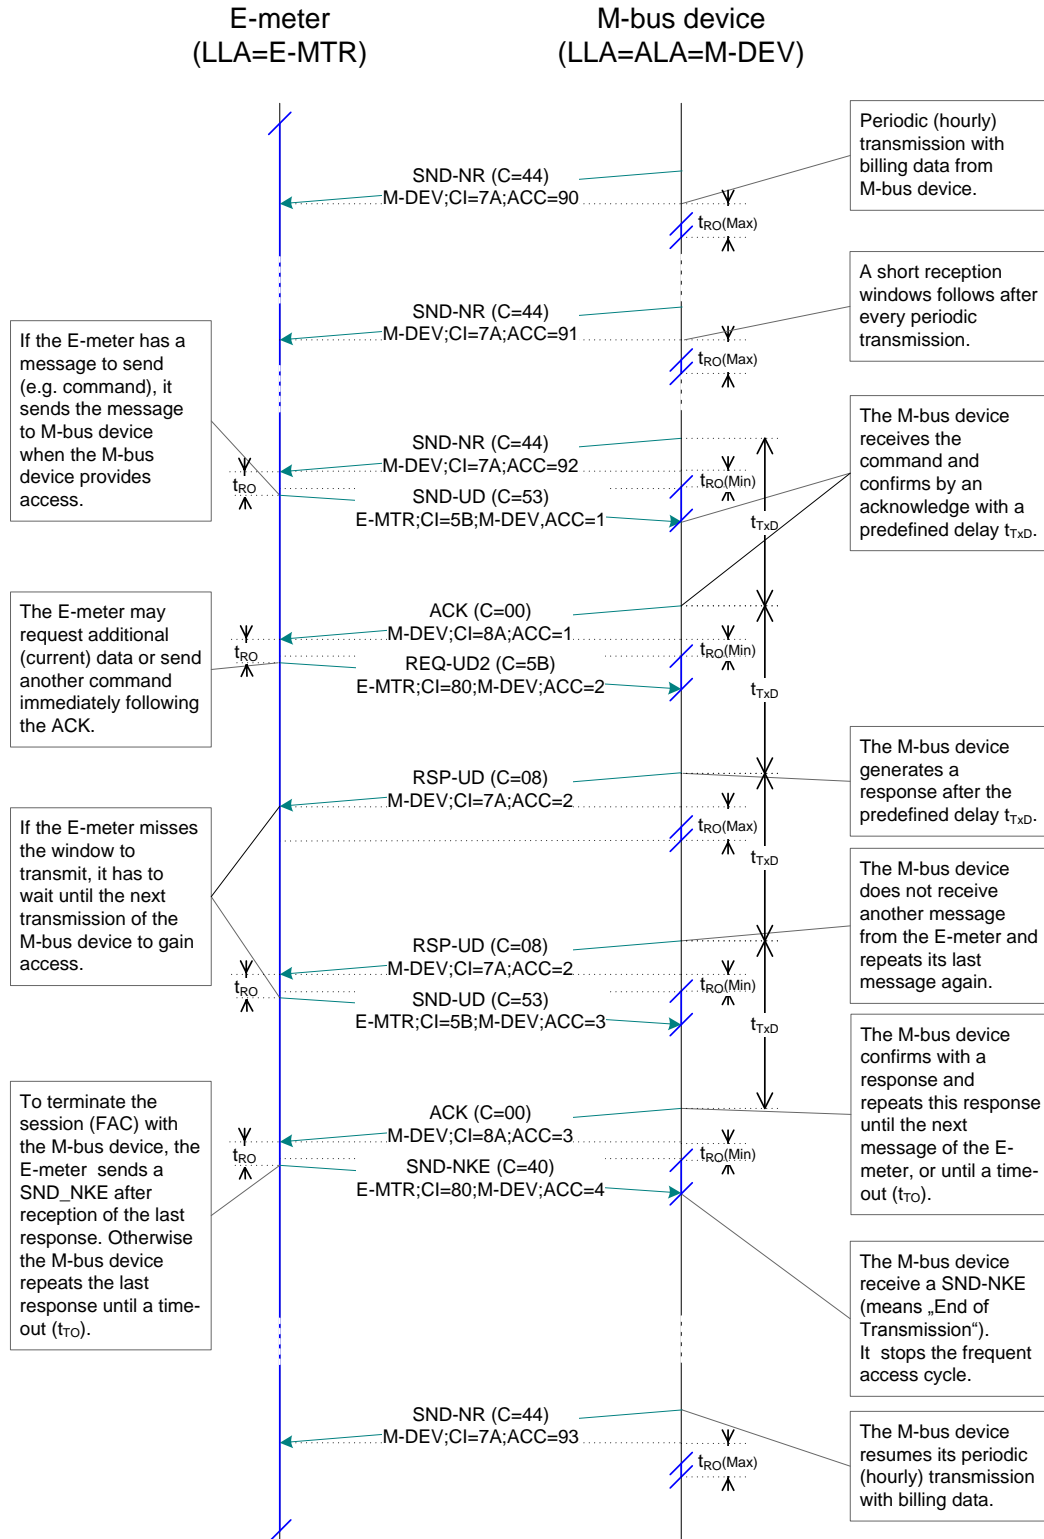 E-meter
(LLA=E-MTR)
M-bus device
(LLA=ALA=M-DEV)
Periodic (hourly)
transmission with
billing data from
M-bus device.
SND-NR (C=44)
M-DEV;CI=7A;ACC=90
tRO(Max)
A short reception
windows follows after
every periodic
transmission.
SND-NR (C=44)
M-DEV;CI=7A;ACC=91
tRO(Max)
If the E-meter has a
message to send
(e.g. command), it
sends the message
to M-bus device
when the M-bus
device provides
access.
The M-bus device
receives the
command and
confirms by an
acknowledge with a
predefined delay tTxD.
SND-NR (C=44)
M-DEV;CI=7A;ACC=92
tRO
tRO(Min)
SND-UD (C=53)
E-MTR;CI=5B;M-DEV,ACC=1
tTxD
The E-meter may
request additional
(current) data or send
another command
immediately following
the ACK.
ACK (C=00)
M-DEV;CI=8A;ACC=1
tRO
tRO(Min)
REQ-UD2 (C=5B)
E-MTR;CI=80;M-DEV;ACC=2
tTxD
The M-bus device
generates a
response after the
predefined delay tTxD.
RSP-UD (C=08)
M-DEV;CI=7A;ACC=2
tRO(Max)
tTxD
If the E-meter misses
the window to
transmit, it has to
wait until the next
transmission of the
M-bus device to gain
access.
The M-bus device
does not receive
another message
from the E-meter and
repeats its last
message again.
RSP-UD (C=08)
M-DEV;CI=7A;ACC=2
tRO
tRO(Min)
SND-UD (C=53)
E-MTR;CI=5B;M-DEV;ACC=3
tTxD
The M-bus device
confirms with a
response and
repeats this response
until the next
message of the E-
meter, or until a time-
out (tTO).
To terminate the
session (FAC) with
the M-bus device, the
E-meter  sends a
SND_NKE after
reception of the last
response. Otherwise
the M-bus device
repeats the last
response until a time-
out (tTO).
ACK (C=00)
M-DEV;CI=8A;ACC=3
tRO
tRO(Min)
SND-NKE (C=40)
E-MTR;CI=80;M-DEV;ACC=4
The M-bus device
receive a SND-NKE
(means „End of
Transmission“).
It  stops the frequent
access cycle.
SND-NR (C=44)
M-DEV;CI=7A;ACC=93
tRO(Max)
The M-bus device
resumes its periodic
(hourly) transmission
with billing data.